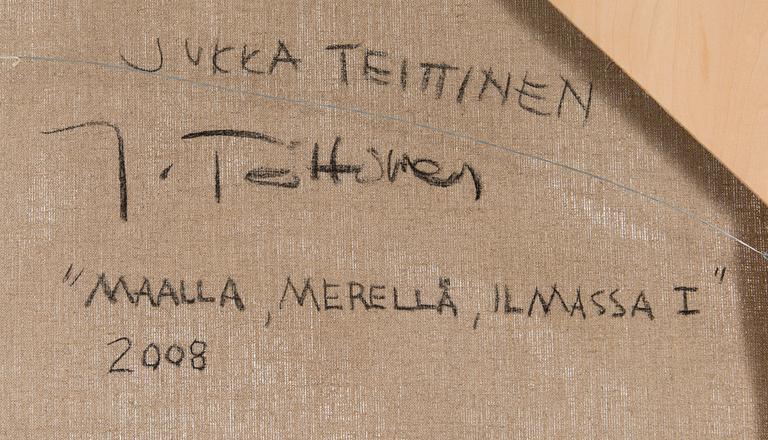 JUKKA TEITTINEN
J. Teittinen
"MAALLA, MERELLÄ, ILMASSA I"
2008